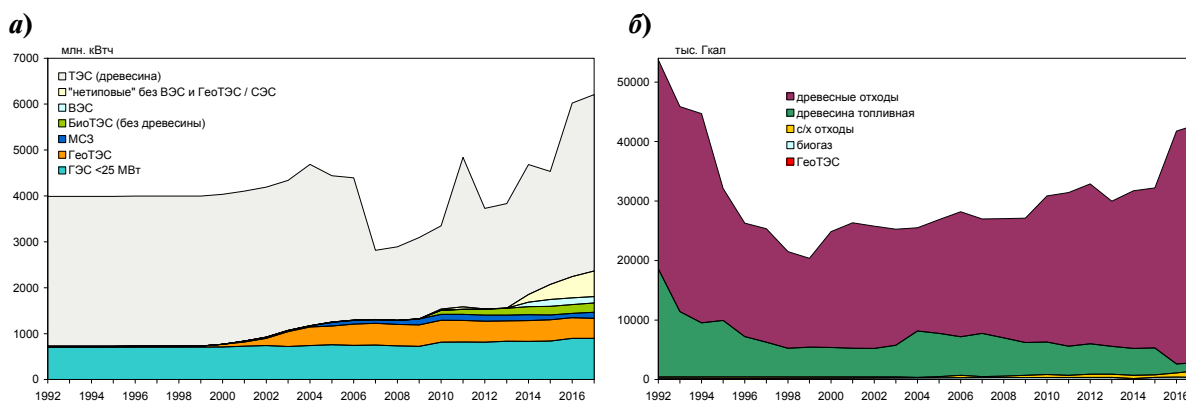 а)
млн. кВтч
7000
6000
5000
4000
3000
2000
1000
0
ТЭС (древесина)
"нетиповые" без ВЭС и ГеоТЭС / СЭС
ВЭС
БиоТЭС (без древесины)
МСЗ
ГеоТЭС
ГЭС <25 МВт
1992 1994 1996 1998 2000 2002 2004 2006 2008 2010 2012 2014 2016
б)
тыс. Гкал
50000
40000
30000
20000
10000
0
древесные отходы
древесина топливная
с/х отходы
биогаз
ГеоТЭС
1992 1994 1996 1998 2000 2002 2004 2006 2008 2010 2012 2014 2016